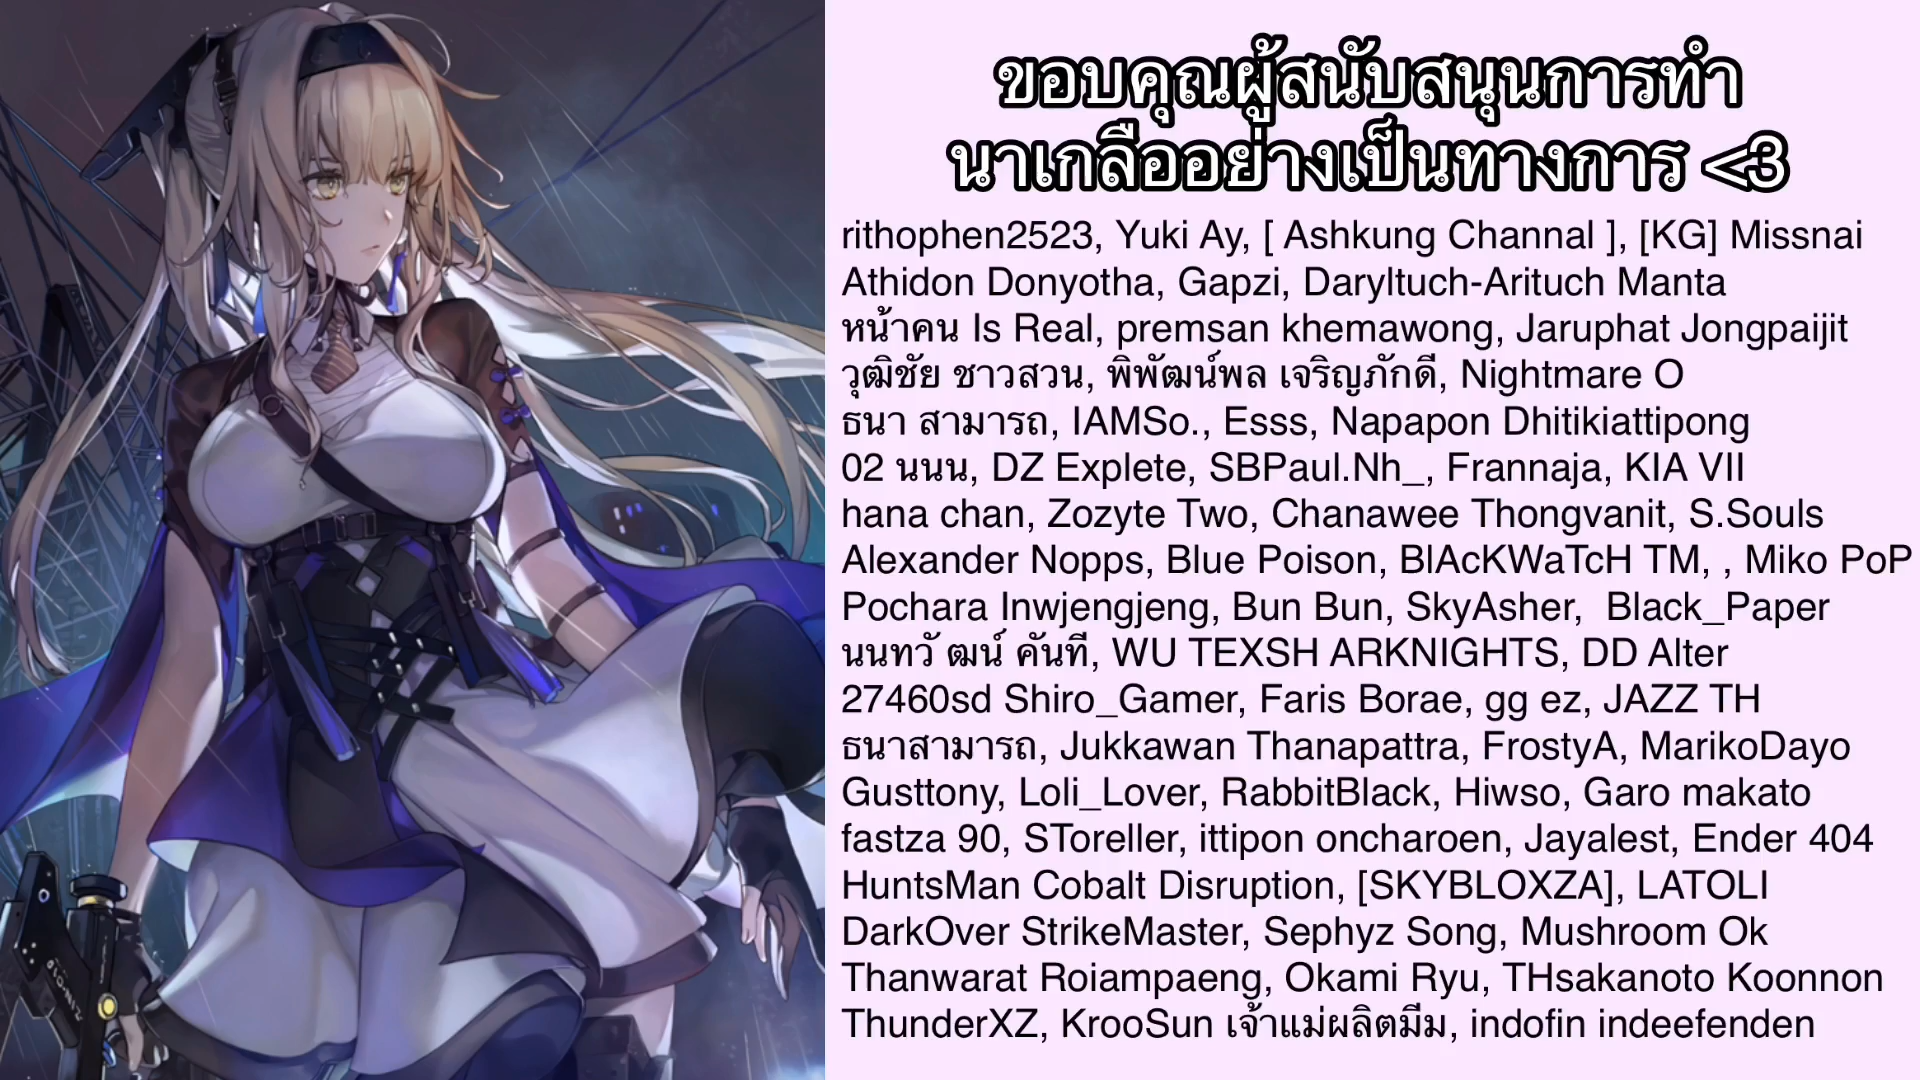 ขอบคุณผู้สนับสนุนการทำ
นาเกลืออย่างเป็นทางการ <3
rithophen2523, Yuki Ay, [ Ashkung Channal ], [KG] Missnai
Athidon Donyotha, Gapzi, Daryltuch-Arituch Manta
หน้าคน Is Real, premsan khemawong, Jaruphat Jongpaijit
วุฒิชัย ชาวสวน, พิพัฒน์พล เจริญภักดี, Nightmare O
ธนา สามารถ, IAMSo., Esss, Napapon Dhitikiattipong
02 นนน, DZ Explete, SBPaul.Nh_, Frannaja, KIA VII
hana chan, Zozyte Two, Chanawee Thongvanit, S.Souls
Alexander Nopps, Blue Poison, BlAcKWaTcH TM, , Miko PoP
Pochara Inwjengjeng, Bun Bun, SkyAsher,  Black_Paper
นนทวั ฒน์ คันที, WU TEXSH ARKNIGHTS, DD Alter
27460sd Shiro_Gamer, Faris Borae, gg ez, JAZZ TH
ธนาสามารถ, Jukkawan Thanapattra, FrostyA, MarikoDayo
Gusttony, Loli_Lover, RabbitBlack, Hiwso, Garo makato
fastza 90, SToreller, ittipon oncharoen, Jayalest, Ender 404
HuntsMan Cobalt Disruption, [SKYBLOXZA], LATOLI
DarkOver StrikeMaster, Sephyz Song, Mushroom Ok
Thanwarat Roiampaeng, Okami Ryu, THsakanoto Koonnon
ThunderXZ, KrooSun เจ้าแม่ผลิตมีม, indofin indeefenden